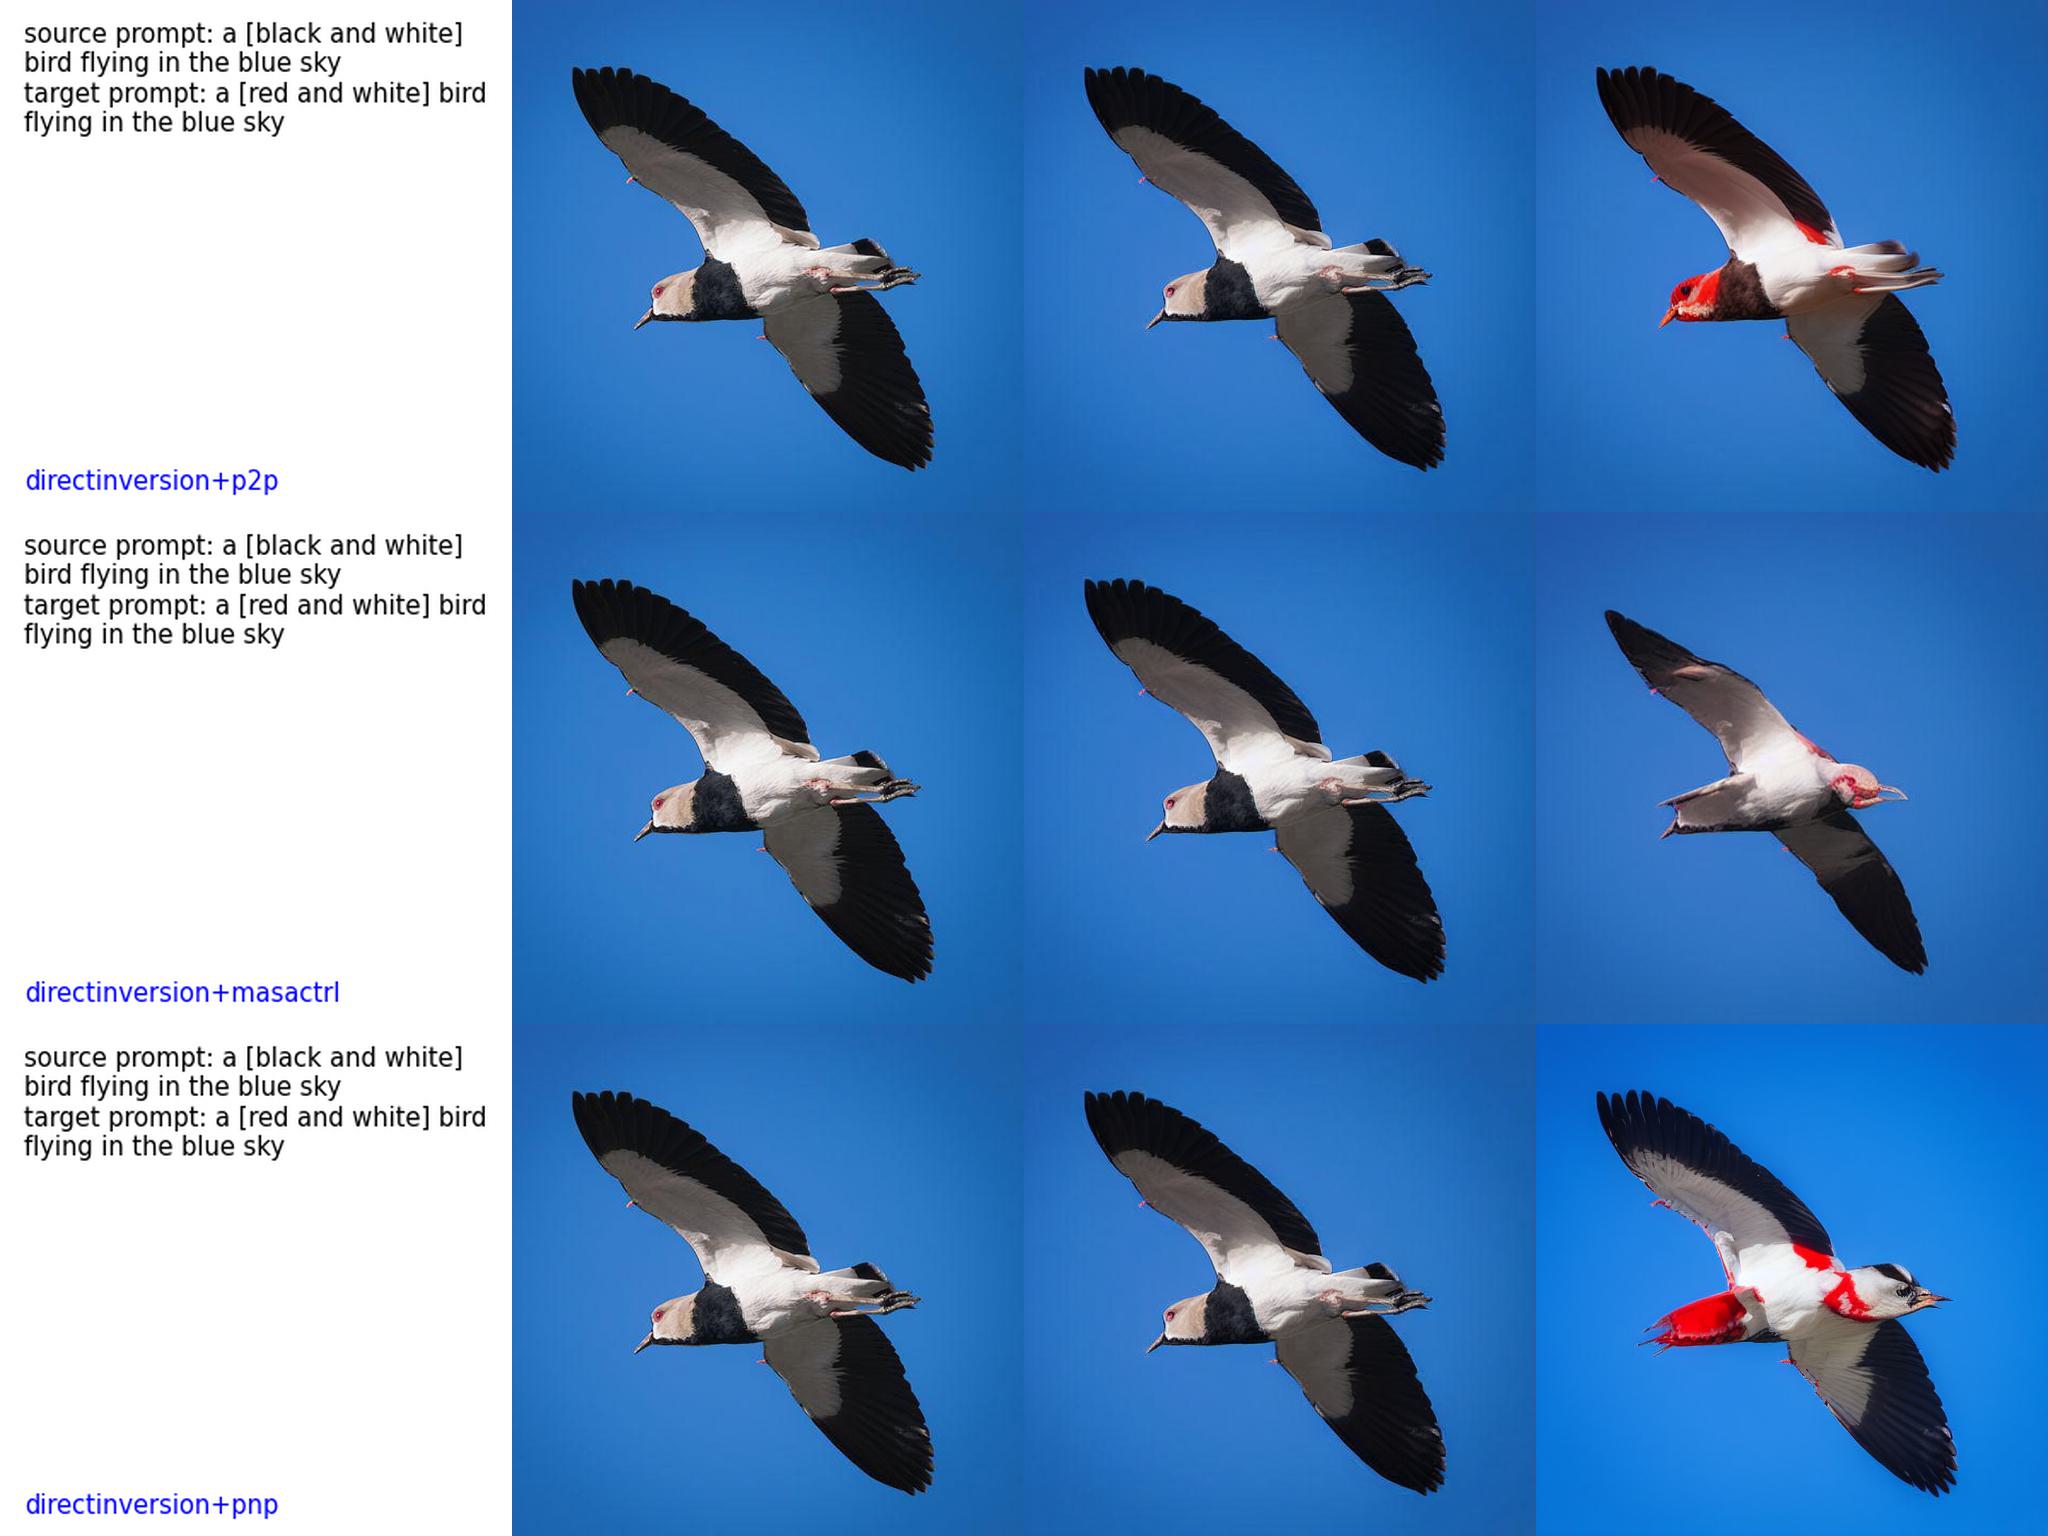 source prompt: a [black and white]
bird flying in the blue sky
target prompt: a [red and white] bird
flying in the blue sky
directinversion+p2p
source prompt: a [black and white]
bird flying in the blue sky
target prompt: a [red and white] bird
flying in the blue sky
directinversion+masactrl
source prompt: a [black and white]
bird flying in the blue sky
target prompt: a [red and white] bird
flying in the blue sky
directinversion+pnp